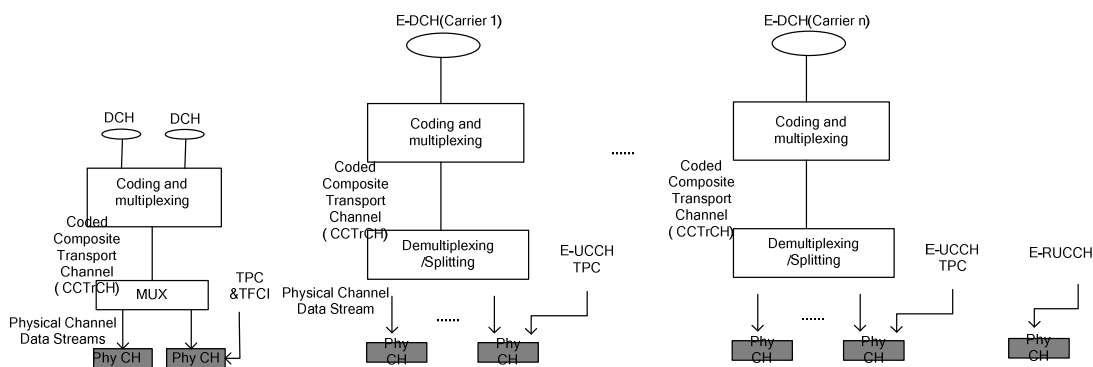 E-DCH(Carrier 1)
E-DCH(Carrier n)
DCH
DCH
Coding and
multiplexing
Coded
Composite
Transport
Channel
( CCTrCH)
MUX
TPC
&TFCI
Physical Channel
Data Streams
Phy CH
Phy CH
Coding and
multiplexing
Coded
Composite
Transport
Channel
( CCTrCH)
Demultiplexing
/Splitting
E-UCCH
TPC
Physical Channel
Data Stream
......
Phy
CH
Phy
CH
......
Coding and
multiplexing
Coded
Composite
Transport
Channel
( CCTrCH)
Demultiplexing
/Splitting
E-UCCH
TPC
E-RUCCH
......
Phy
CH
Phy
CH
Phy
CH